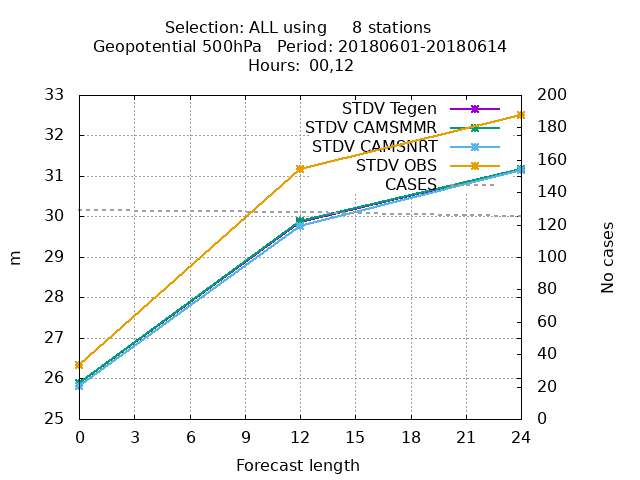 Selection: ALL using     8 stations
Geopotential 500hPa   Period: 20180601-20180614
Hours: 00,12
33 200
STDV Tegen
32 180
STDV CAMSMMR
STDV CAMSNRT
31 160
STDV OBS
CASES
140
30 120
29 100
m
No cases
28 80
60
27 40
26 20
25 0
0 3 6 9 12 15 18 21 24
Forecast length